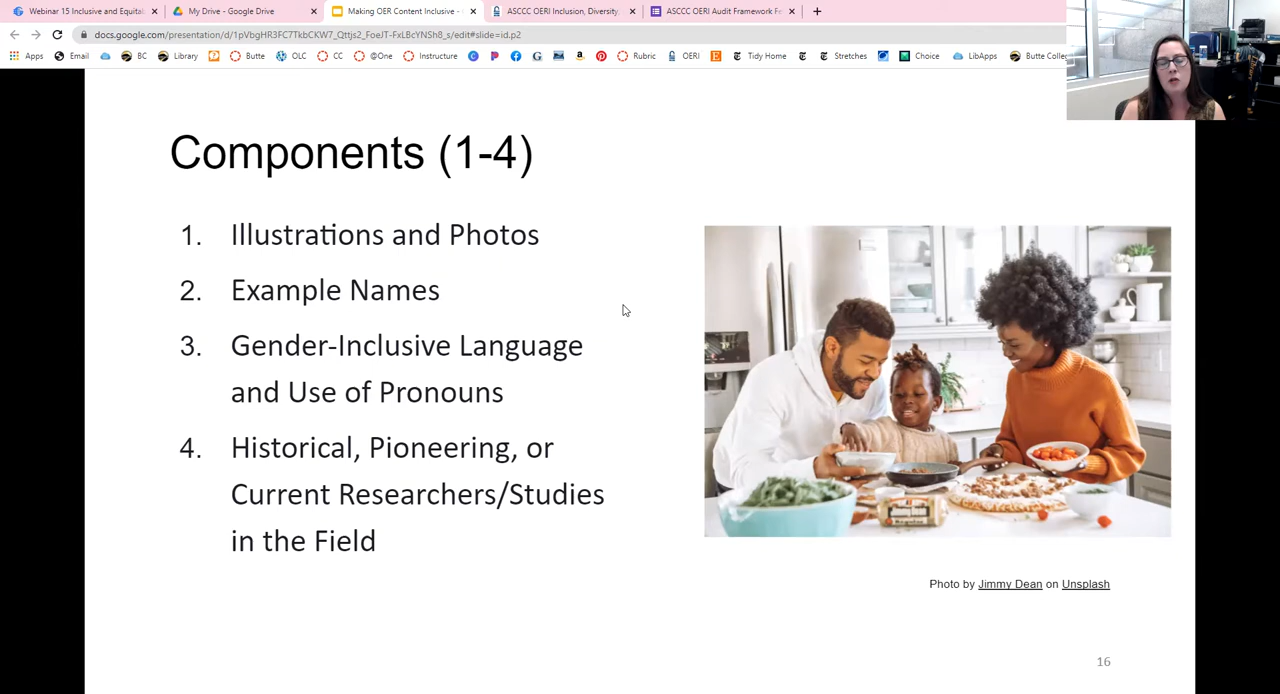 Webinar 15 Inclusive and Equita
My Drive - Google Drive
Making OER Content Inclusive -
ASCCC OERI Inclusion, Diversity,
ASCCC OERI Audit Framework Fe
docs.google.com/presentation/d/1pVbgHR3FC7TkbCKW7_Qttjs2_FoeJT-FxLBcYNSh8_s/edit#slide=id.p2
Apps Email BC Library Butte OLC CC @One Instructure Rubric OERI Tidy Home Stretches Choice LibApps Butte Colle
Components (1-4)
1. Illustrations and Photos
2. Example Names
3. Gender-Inclusive Language
and Use of Pronouns
4. Historical, Pioneering, or
Current Researchers/Studies
in the Field
Photo by Jimmy Dean on Unsplash
16